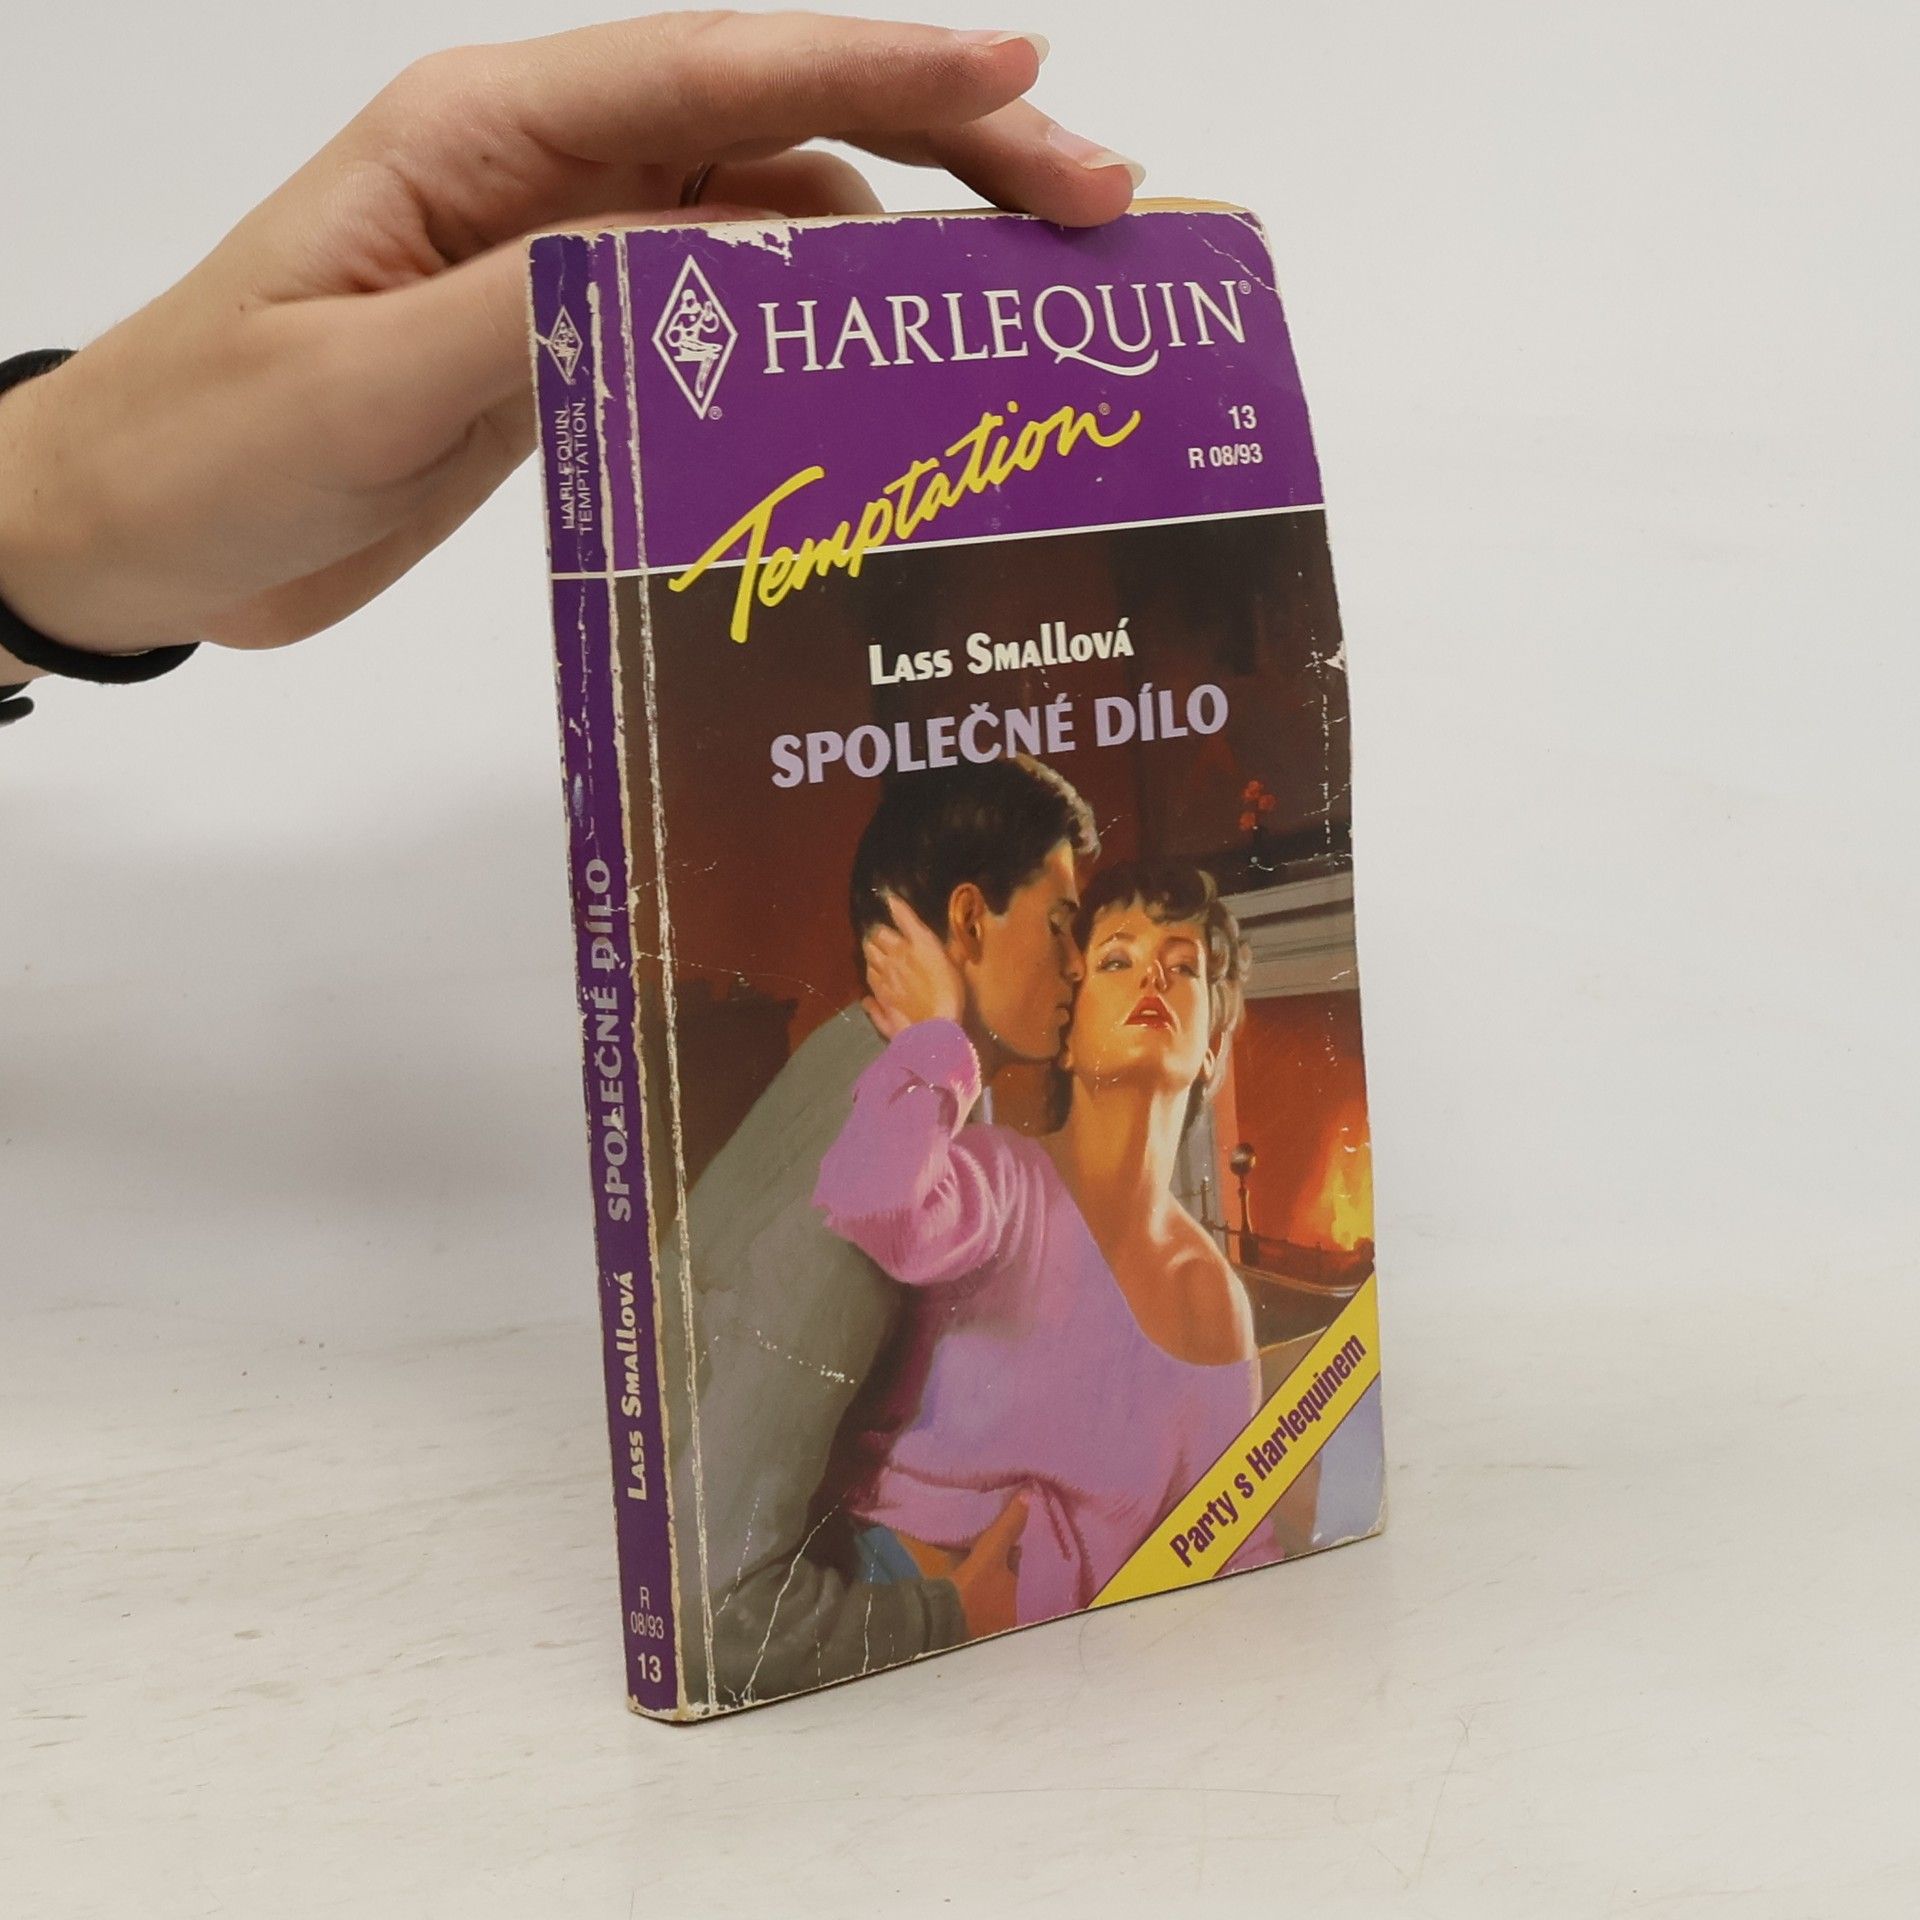 HARLEQUIN®
Temptation®
13
R 08/93
Lass Smallová
SPOLEČNÉ DÍLO
Party s Harlequinem
HARLEQUIN
TEMPTATION.
SPOLEČNÉ DÍLO
Lass Smallová
R
08/93
13